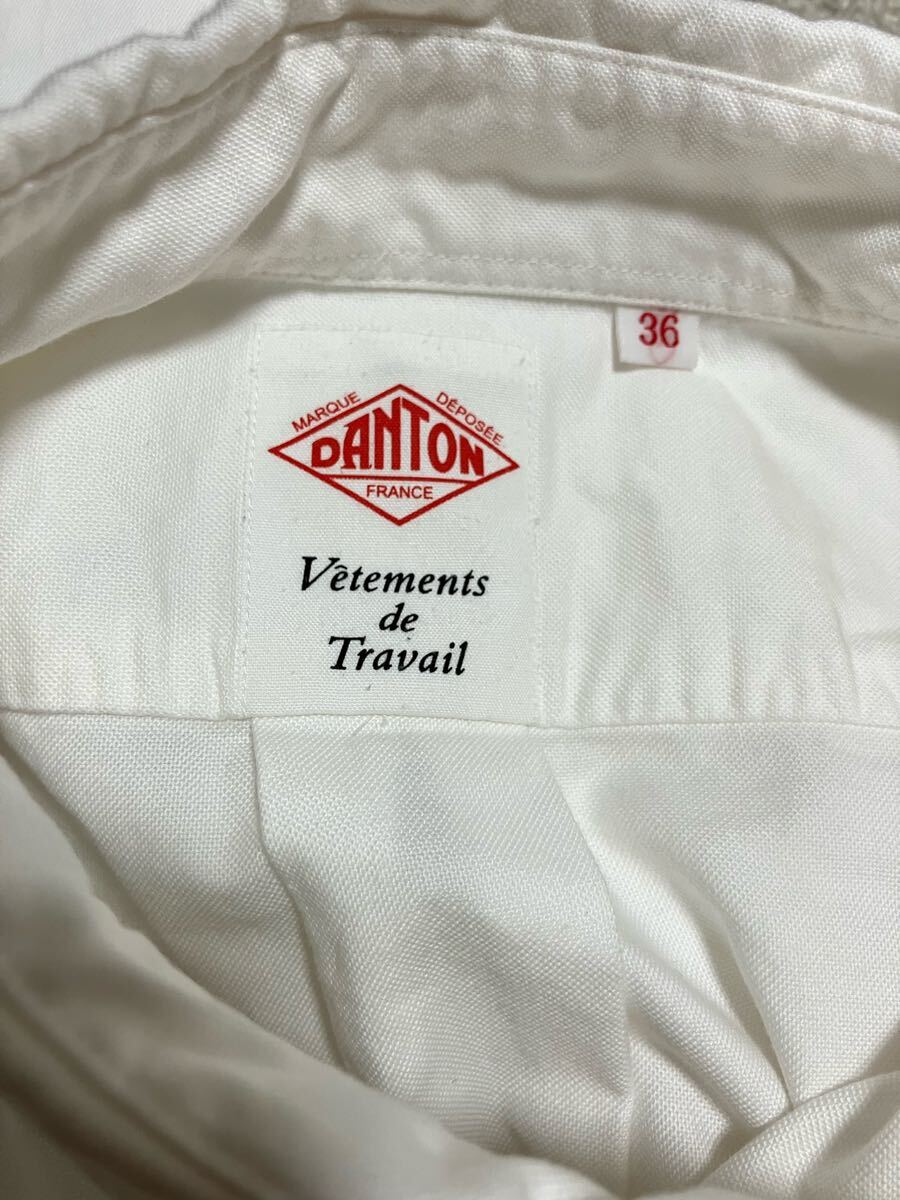 36
MARQUE DÉPOSÉE
DANTON
FRANCE
Vêtements
de
Travail